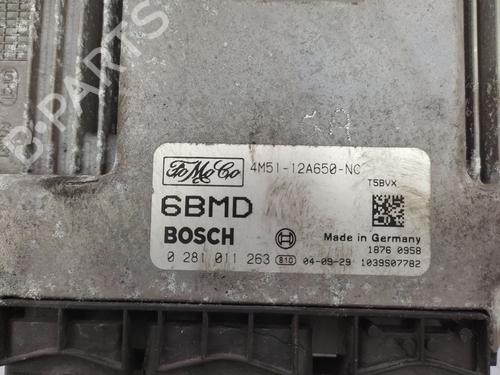 B-PARTS
FoMoCo 4M51-12A650-NC
T5BVX
6BMD
BOSCH Made in Germany
1876 0958
0 281 011 263 81D 04-09-29 1039S07782